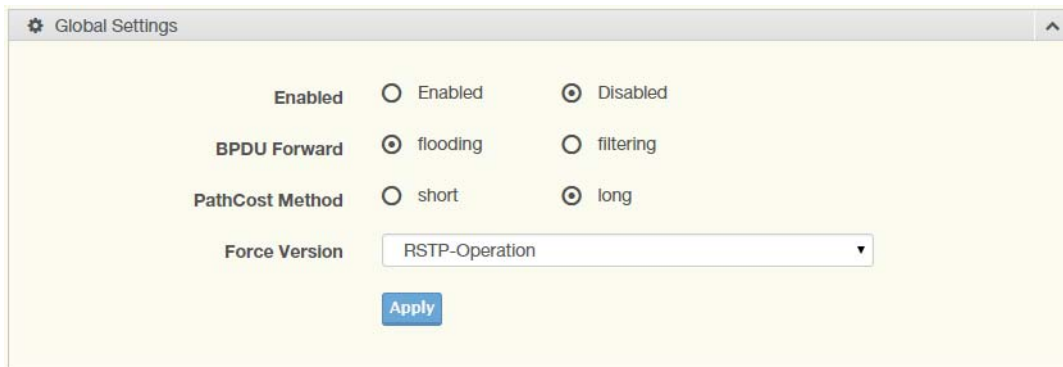 Global Settings
Enabled Enabled Disabled
BPDU Forward flooding filtering
PathCost Method short long
Force Version RSTP-Operation
Apply